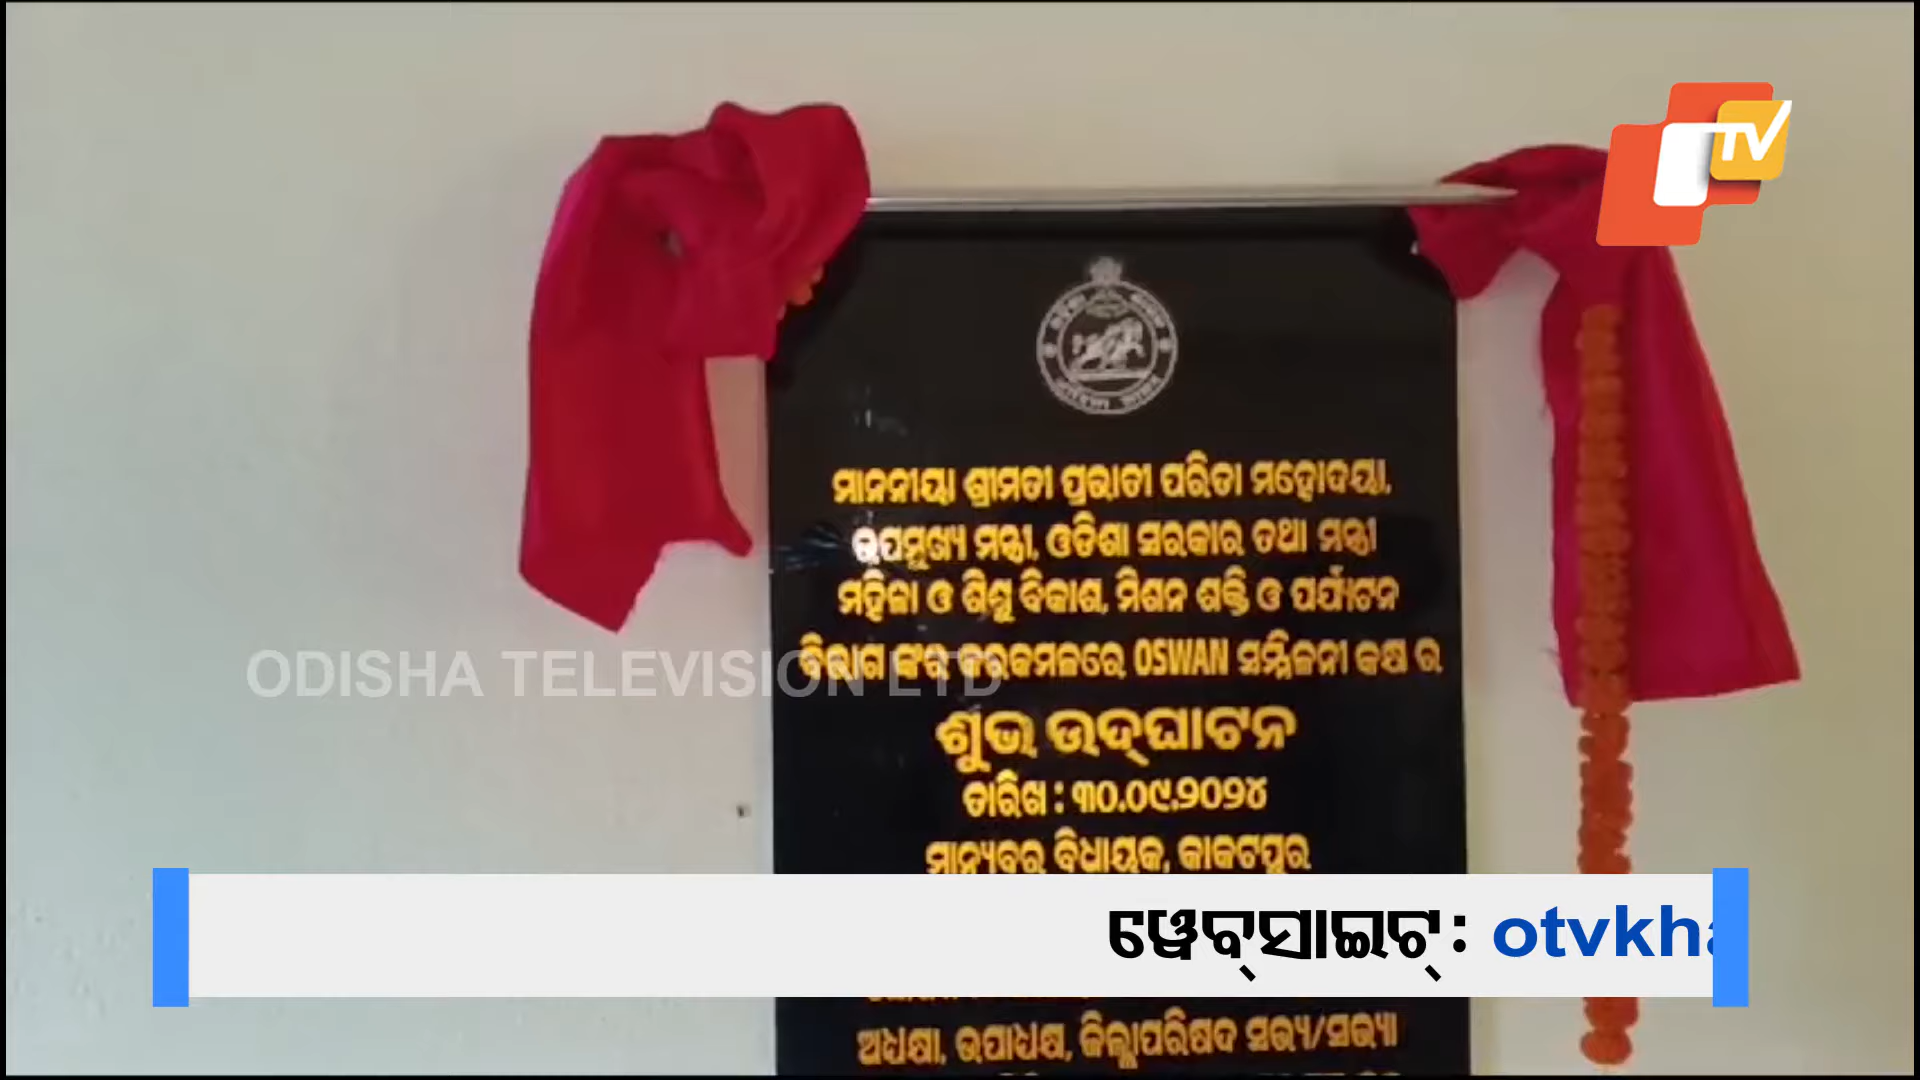 TV
ମାନନୀୟା ଶ୍ରୀମତୀ ପ୍ରଭାତୀ ପରିଡା ମହୋଦୟା,
ଉପମୁଖ୍ୟ ମନ୍ତ୍ରୀ, ଓଡିଶା ସରକାର ତଥା ମନ୍ତ୍ରୀ
ମହିଳା ଓ ଶିଶୁ ବିକାଶ, ମିଶନ ଶକ୍ତି ଓ ପର୍ଯ୍ୟଟନ
ବିଭାଗ ଙ୍କର କରକମଳରେ OSWAN ସମ୍ମିଳନୀ କକ୍ଷ ର
ODISHA TELEVISION LTD
ଶୁଭ ଉଦ୍‌ଘାଟନ
ତାରିଖ : ୩୦.୦୯.୨୦୨୪
ମାନ୍ୟବର ବିଧାୟକ, କାକଟପୁର
ୱେବ୍‌ସାଇଟ୍‌: otvkha
ଅଧ୍ୟକ୍ଷା, ଉପାଧ୍ୟକ୍ଷ, ଜିଲ୍ଲାପରିଷଦ ସଭ୍ୟ/ସଭ୍ୟା